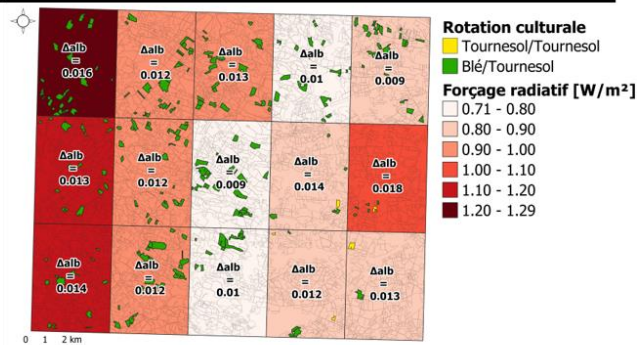 Δalb
=
0.016
Δalb
=
0.012
Δalb
=
0.013
Δalb
=
0.01
Δalb
=
0.009
Δalb
=
0.013
Δalb
=
0.012
Δalb
=
0.009
Δalb
=
0.014
Δalb
=
0.018
Δalb
=
0.014
Δalb
=
0.012
Δalb
=
0.01
Δalb
=
0.012
Δalb
=
0.013
0 1 2 km
Rotation culturale
Tournesol/Tournesol
Blé/Tournesol
Forçage radiatif [W/m²]
0.71 - 0.80
0.80 - 0.90
0.90 - 1.00
1.00 - 1.10
1.10 - 1.20
1.20 - 1.29